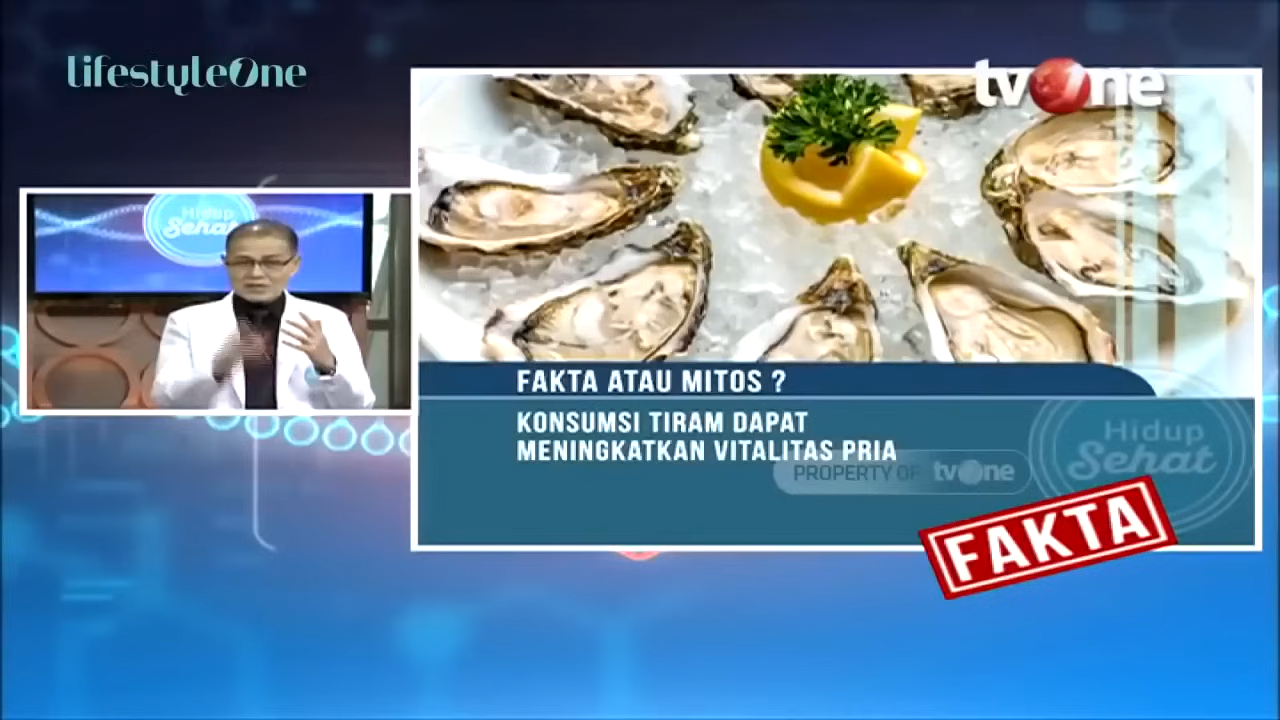 lifestyleOne
tvOne
Hidup
Sehat
FAKTA ATAU MITOS ?
KONSUMSI TIRAM DAPAT
MENINGKATKAN VITALITAS PRIA
PROPERTY OF tvOne
Hidup
Sehat
FAKTA